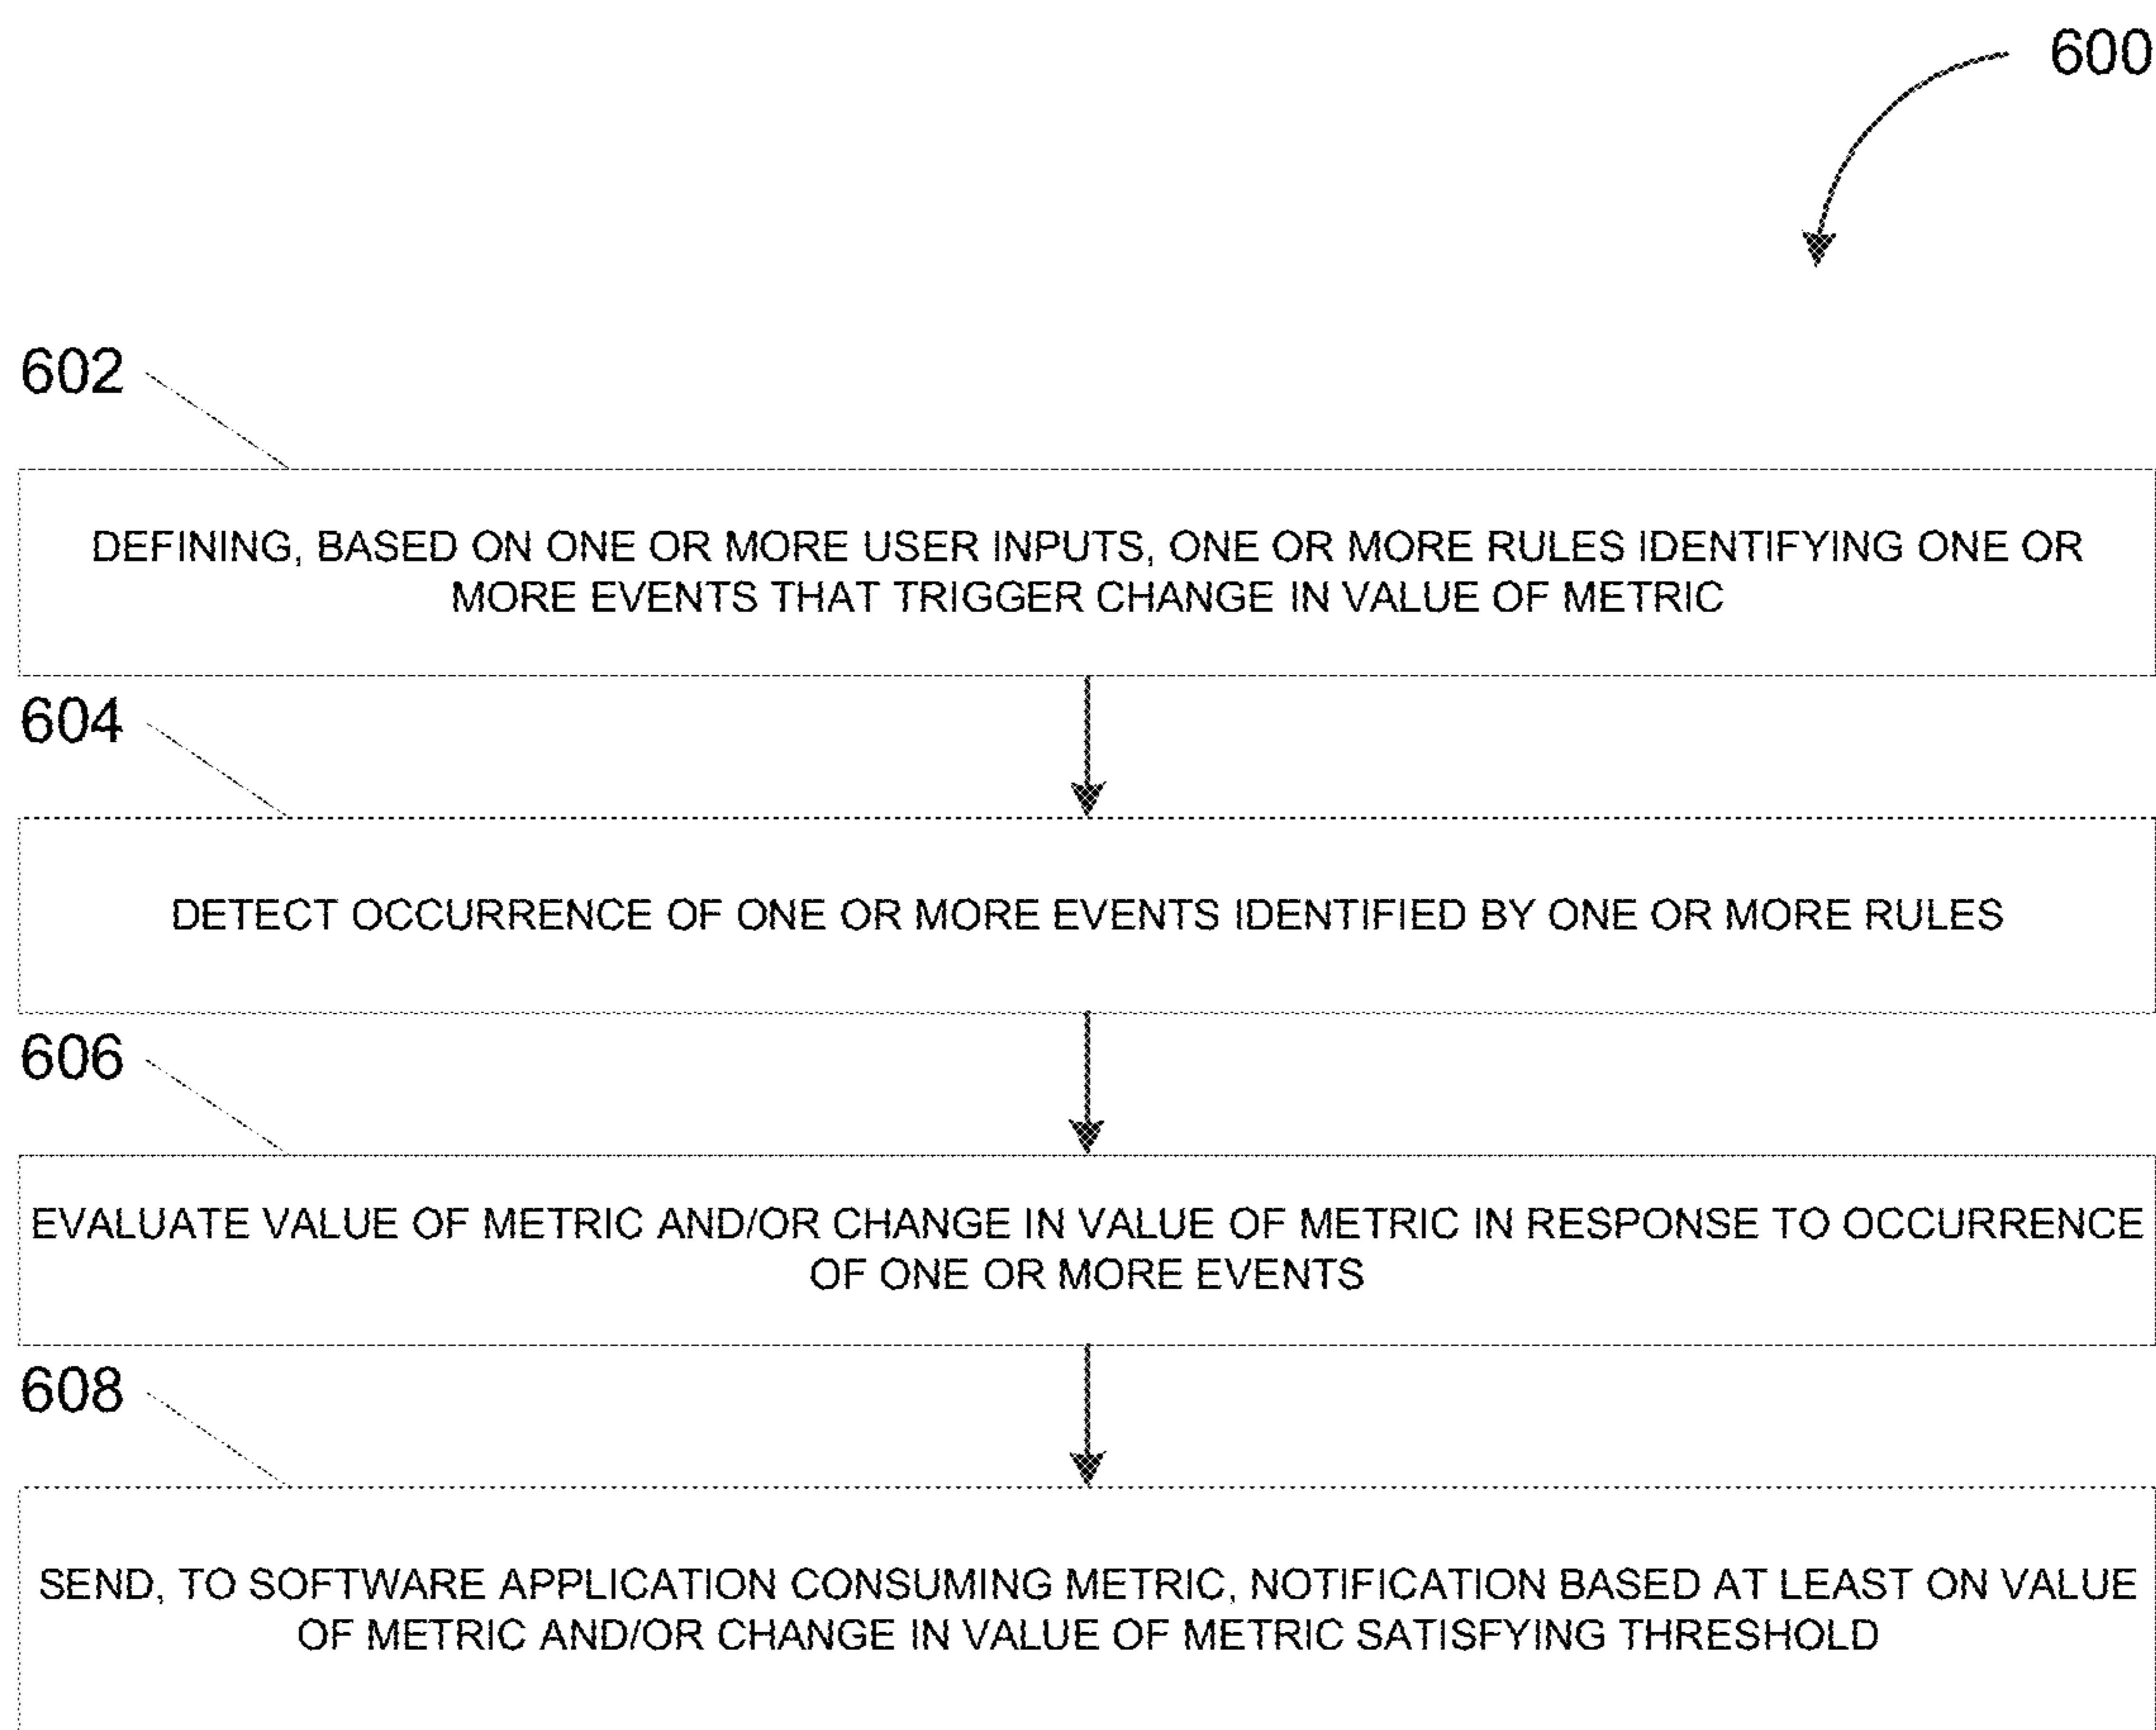 600
602
DEFINING, BASED ON ONE OR MORE USER INPUTS, ONE OR MORE RULES IDENTIFYING ONE OR
MORE EVENTS THAT TRIGGER CHANGE IN VALUE OF METRIC
604
DETECT OCCURRENCE OF ONE OR MORE EVENTS IDENTIFIED BY ONE OR MORE RULES
606
EVALUATE VALUE OF METRIC AND/OR CHANGE IN VALUE OF METRIC IN RESPONSE TO OCCURRENCE
OF ONE OR MORE EVENTS
608
SEND, TO SOFTWARE APPLICATION CONSUMING METRIC, NOTIFICATION BASED AT LEAST ON VALUE
OF METRIC AND/OR CHANGE IN VALUE OF METRIC SATISFYING THRESHOLD